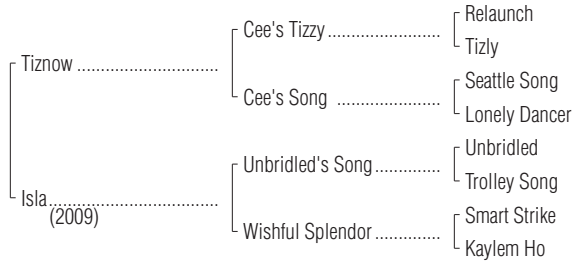 Relaunch
Cee's Tizzy ..........................
Tizly
Tiznow .................................
Seattle Song
Cee's Song ........................
Lonely Dancer
Unbridled
Unbridled's Song ...............
Trolley Song
Isla........................................
(2009)
Smart Strike
Wishful Splendor ...............
Kaylem Ho